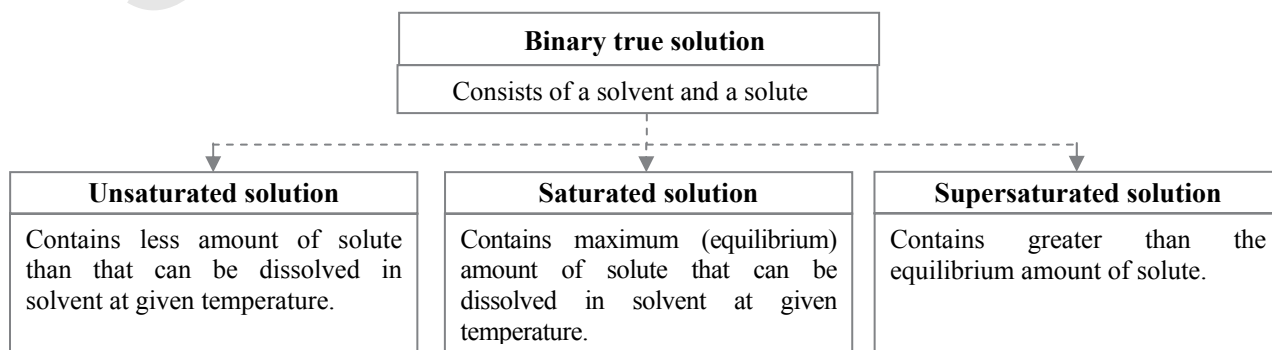 Binary true solution
Consists of a solvent and a solute
Unsaturated solution
Contains less amount of solute
than that can be dissolved in
solvent at given temperature.
Saturated solution
Contains maximum (equilibrium)
amount of solute that can be
dissolved in solvent at given
temperature.
Supersaturated solution
Contains greater than the
equilibrium amount of solute.